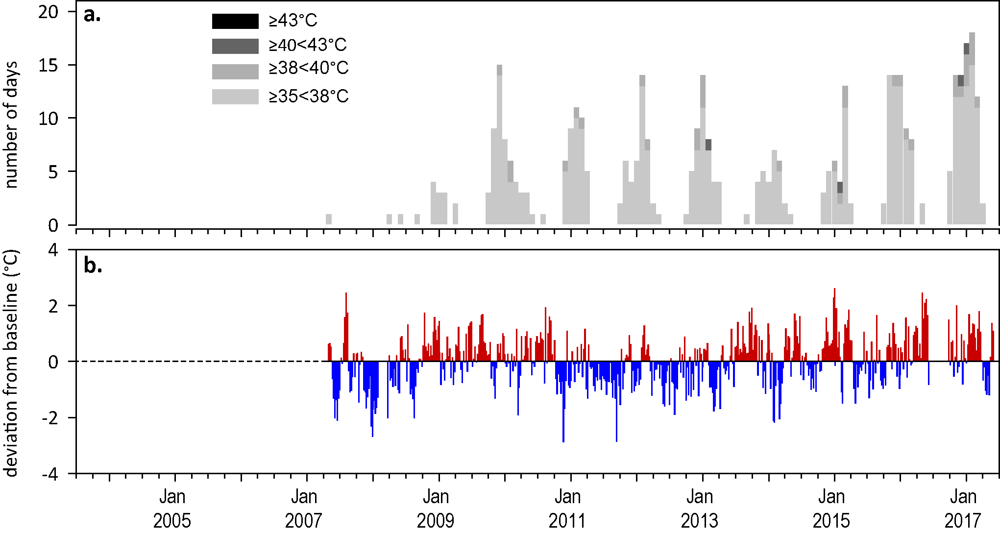 a.
≥43°C
≥40<43°C
≥38<40°C
≥35<38°C
number of days
20
15
10
5
0
b.
deviation from baseline (°C)
4
2
0
-2
-4
Jan Jan Jan Jan Jan Jan Jan
2005 2007 2009 2011 2013 2015 2017